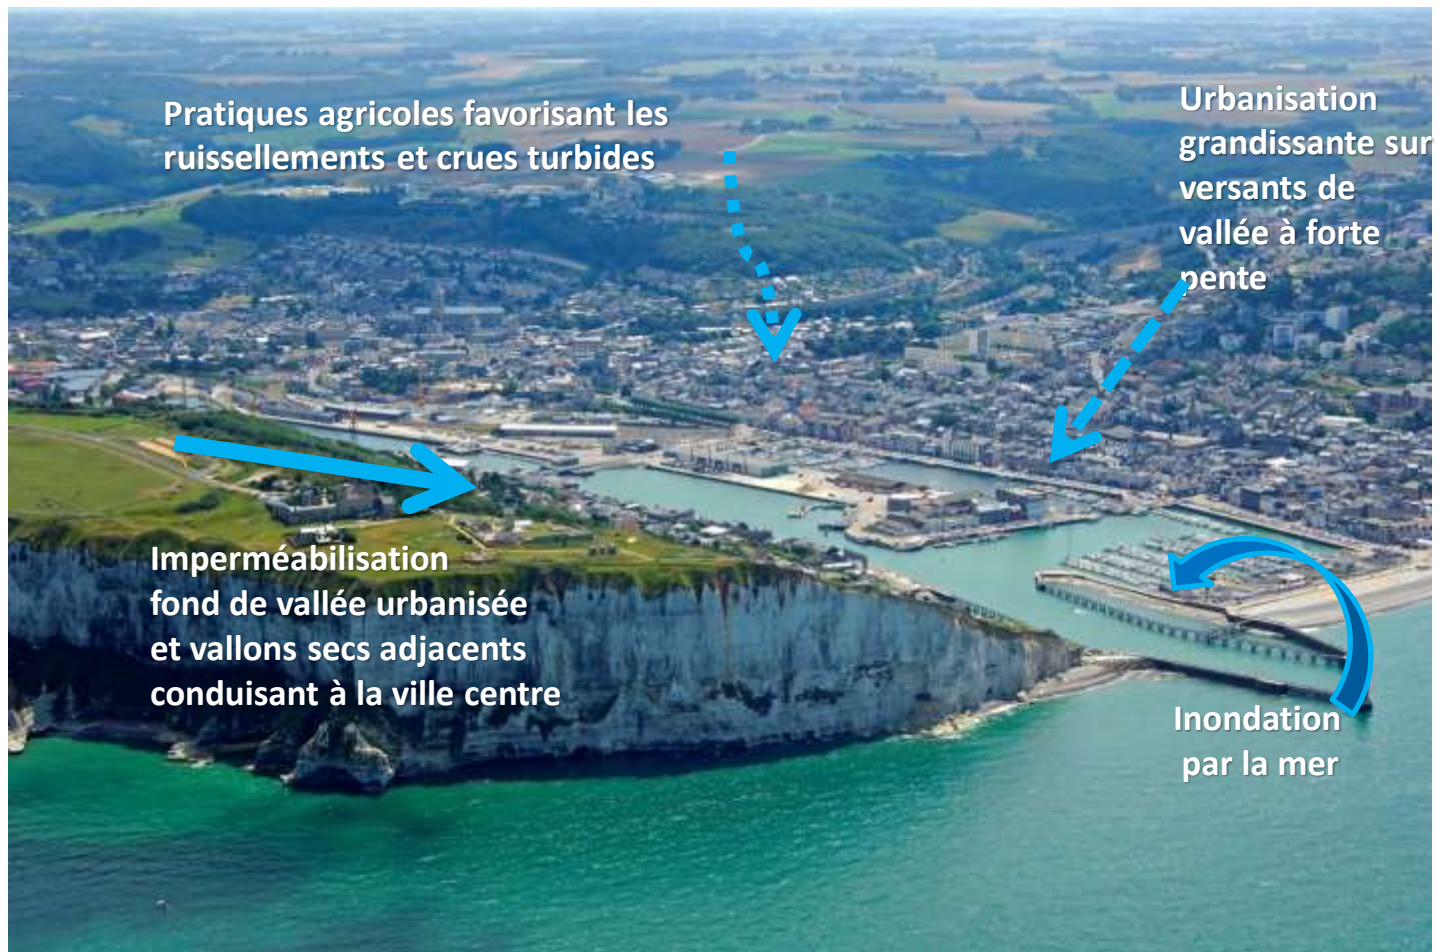 Pratiques agricoles favorisant les
ruissellements et crues turbides
Urbanisation
grandissante sur
versants de
vallée à forte
pente
Imperméabilisation
fond de vallée urbanisée
et vallons secs adjacents
conduisant à la ville centre
Inondation
par la mer